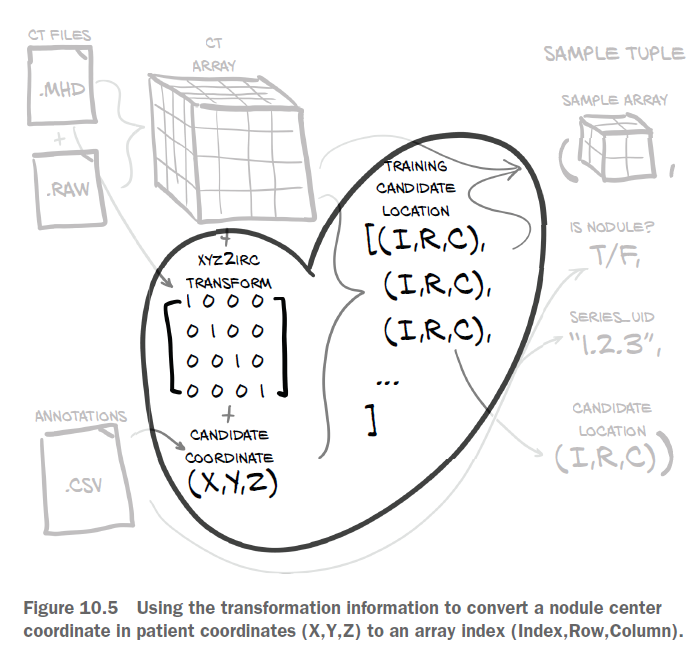 CT FILES
.MHD
+
.RAW
CT
ARRAY
+
XYZ2IRC
TRANSFORM
1 0 0 0
0 1 0 0
0 0 1 0
0 0 0 1
+
ANNOTATIONS
.CSV
CANDIDATE
COORDINATE
(X,Y,Z)
TRAINING
CANDIDATE
LOCATION
[(I,R,C),
(I,R,C),
(I,R,C),
...
]
SAMPLE TUPLE
SAMPLE ARRAY
( ,
IS NODULE?
T/F,
SERIES_UID
"1.2.3",
CANDIDATE
LOCATION
(I,R,C))
Figure 10.5 Using the transformation information to convert a nodule center
coordinate in patient coordinates (X,Y,Z) to an array index (Index,Row,Column).